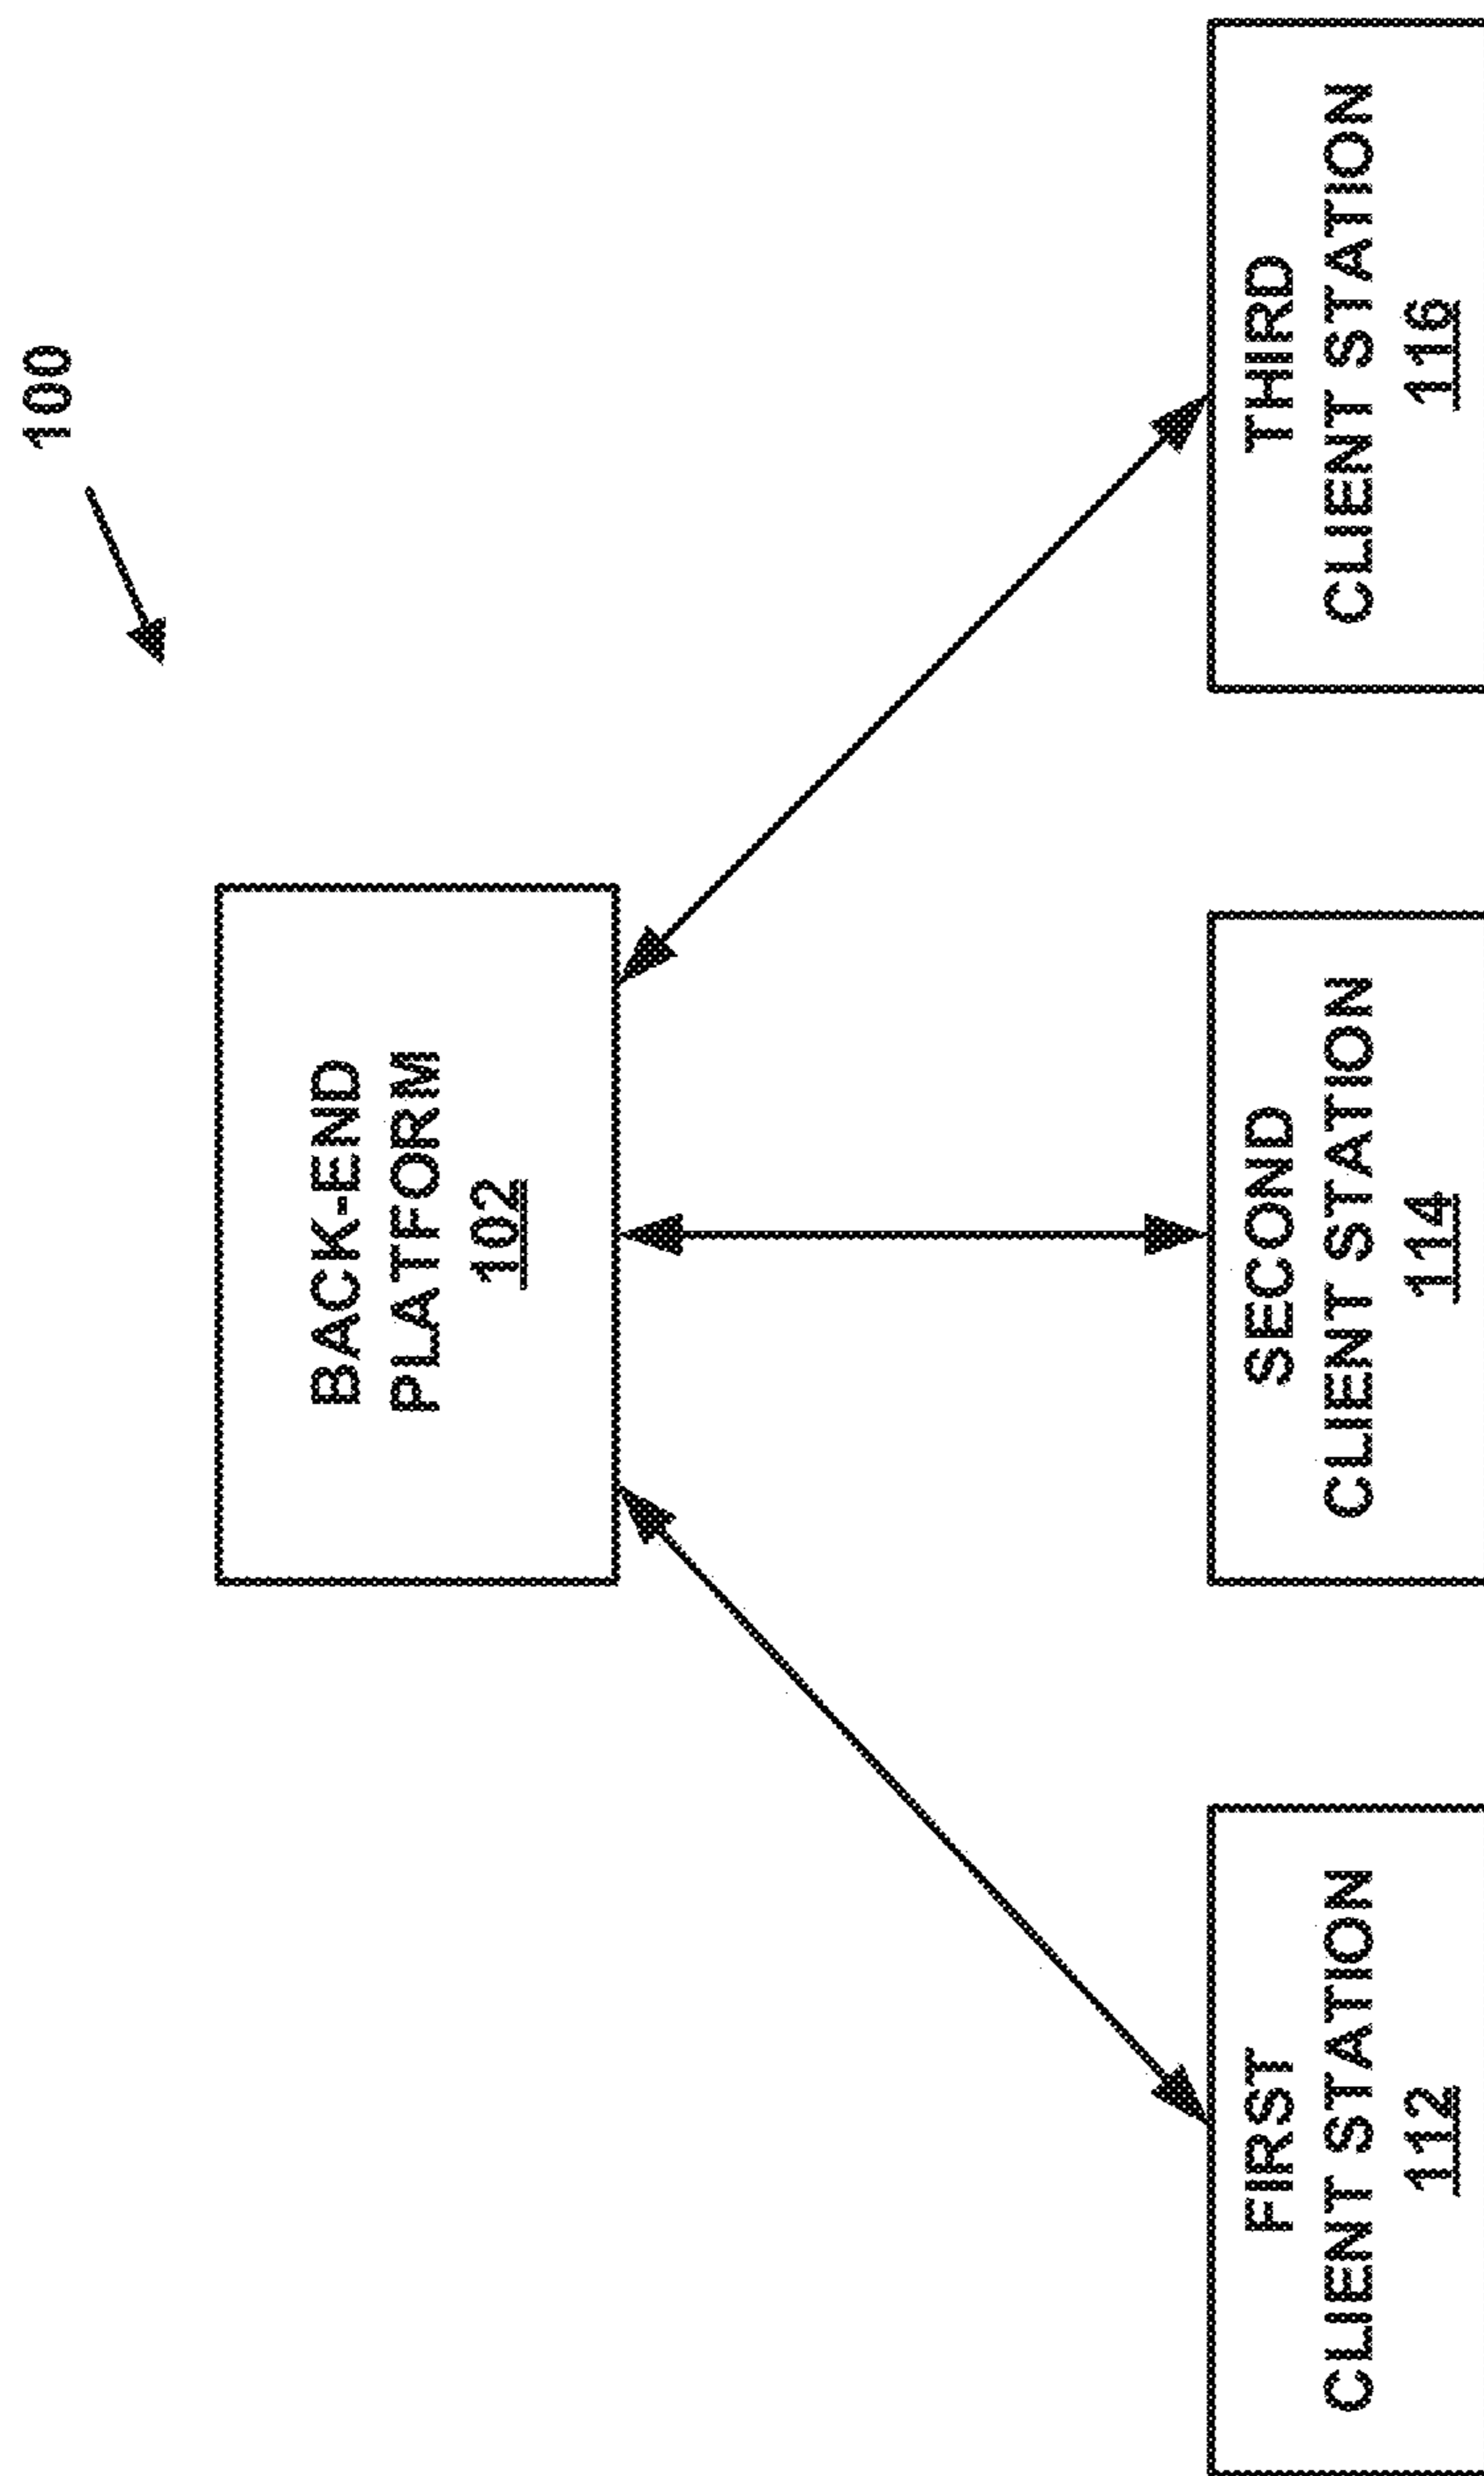 100
BACK-END
PLATFORM
102
FIRST
CLIENT STATION
112
SECOND
CLIENT STATION
114
THIRD
CLIENT STATION
116